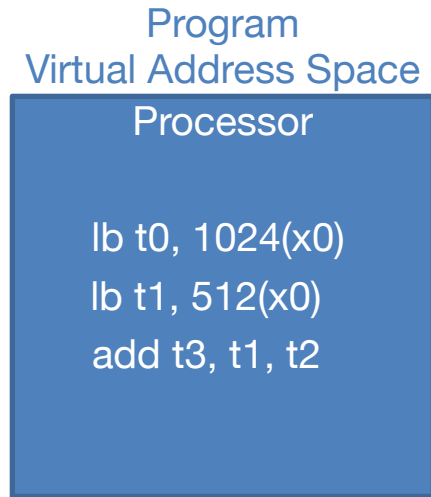 Program
Virtual Address Space
Processor
lb t0, 1024(x0)
lb t1, 512(x0)
add t3, t1, t2